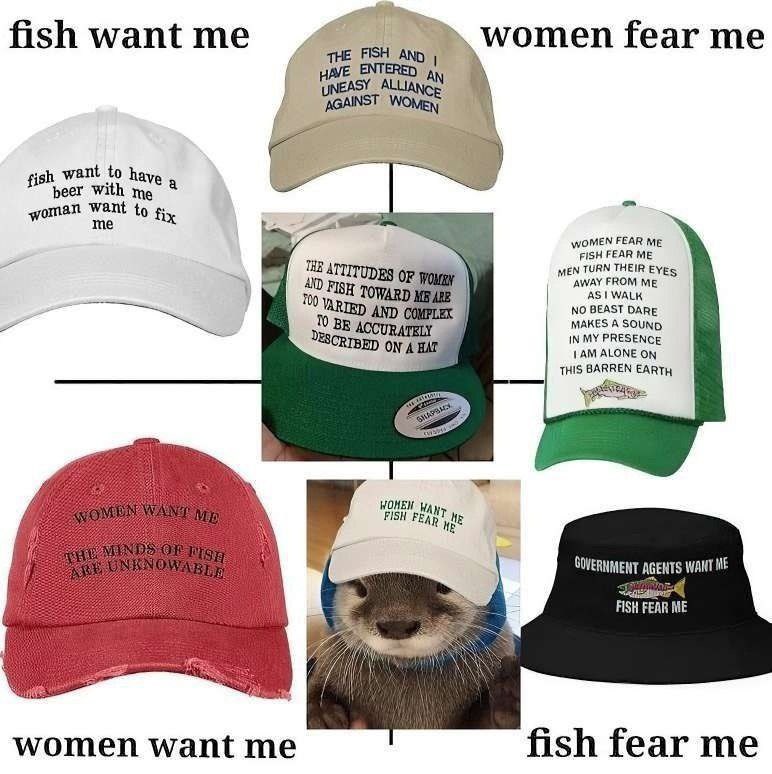 fish want me
women fear me
THE FISH AND I
HAVE ENTERED AN
UNEASY ALLIANCE
AGAINST WOMEN
fish want to have a
beer with me
woman want to fix
me
THE ATTITUDES OF WOMEN
AND FISH TOWARD ME ARE
TOO VARIED AND COMPLEX
TO BE ACCURATELY
DESCRIBED ON A HAT
SNAPBACK
WOMEN FEAR ME
FISH FEAR ME
MEN TURN THEIR EYES
AWAY FROM ME
AS I WALK
NO BEAST DARE
MAKES A SOUND
IN MY PRESENCE
I AM ALONE ON
THIS BARREN EARTH
WOMEN WANT ME
THE MINDS OF FISH
ARE UNKNOWABLE
WOMEN WANT ME
FISH FEAR ME
GOVERNMENT AGENTS WANT ME
FISH FEAR ME
women want me
fish fear me